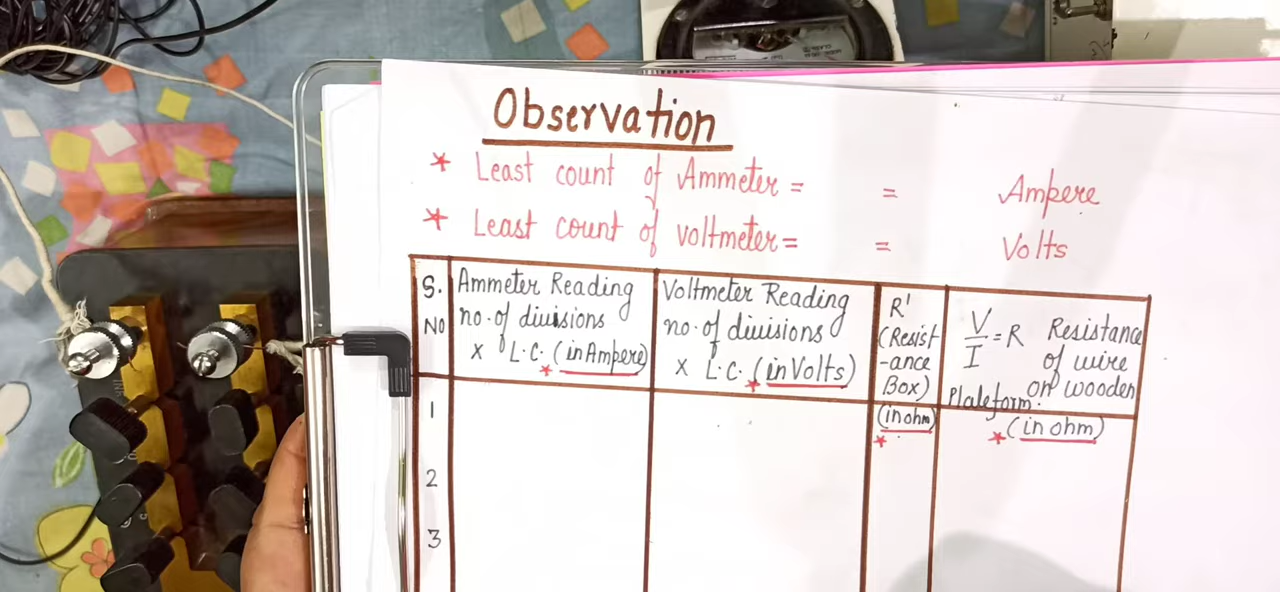 Observation
* Least count of Ammeter = = Ampere
* Least count of voltmeter = = Volts
S.
No
Ammeter Reading
no. of divisions
x L.C. (in Ampere)
*
Voltmeter Reading
no. of divisions
x L.C. (in Volts)
*
R'
(Resist
-ance
Box)
(in ohm)
*
V/I = R Resistance
of wire
on wooden
Plateform.
*(in ohm)
1
2
3